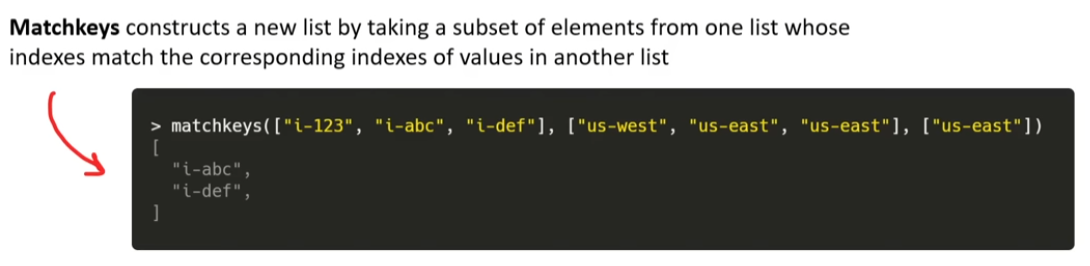 Matchkeys constructs a new list by taking a subset of elements from one list whose
indexes match the corresponding indexes of values in another list
> matchkeys(["i-123", "i-abc", "i-def"], ["us-west", "us-east", "us-east"], ["us-east"])
[
  "i-abc",
  "i-def",
]